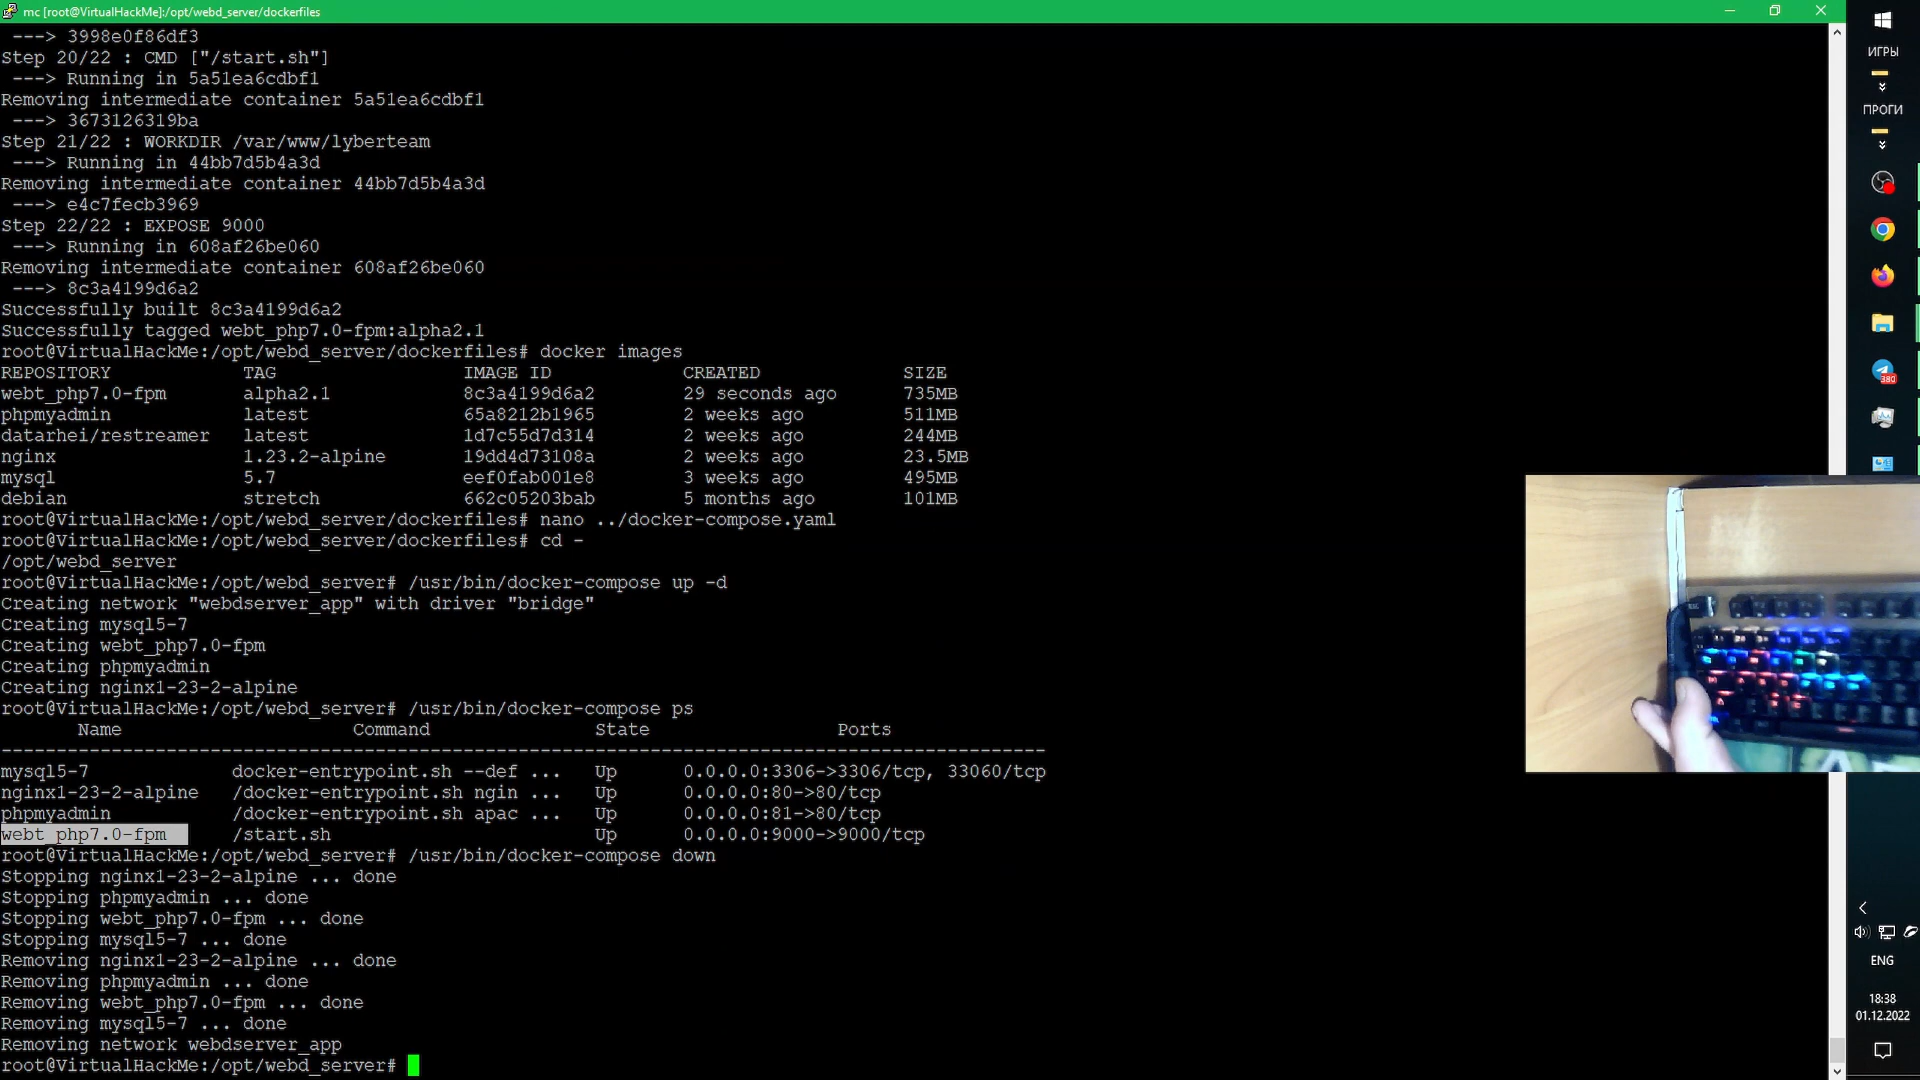 mc [root@VirtualHackMe]:/opt/webd_server/dockerfiles
---> 3998e0f86df3
Step 20/22 : CMD ["/start.sh"]
---> Running in 5a51ea6cdbf1
Removing intermediate container 5a51ea6cdbf1
---> 3673126319ba
Step 21/22 : WORKDIR /var/www/lyberteam
---> Running in 44bb7d5b4a3d
Removing intermediate container 44bb7d5b4a3d
---> e4c7fecb3969
Step 22/22 : EXPOSE 9000
---> Running in 608af26be060
Removing intermediate container 608af26be060
---> 8c3a4199d6a2
Successfully built 8c3a4199d6a2
Successfully tagged webt_php7.0-fpm:alpha2.1
root@VirtualHackMe:/opt/webd_server/dockerfiles# docker images
REPOSITORY TAG IMAGE ID CREATED SIZE
webt_php7.0-fpm alpha2.1 8c3a4199d6a2 29 seconds ago 735MB
phpmyadmin latest 65a8212b1965 2 weeks ago 511MB
datarhei/restreamer latest 1d7c55d7d314 2 weeks ago 244MB
nginx 1.23.2-alpine 19dd4d73108a 2 weeks ago 23.5MB
mysql 5.7 eef0fab001e8 3 weeks ago 495MB
debian stretch 662c05203bab 5 months ago 101MB
root@VirtualHackMe:/opt/webd_server/dockerfiles# nano ../docker-compose.yaml
root@VirtualHackMe:/opt/webd_server/dockerfiles# cd -
/opt/webd_server
root@VirtualHackMe:/opt/webd_server# /usr/bin/docker-compose up -d
Creating network "webdserver_app" with driver "bridge"
Creating mysql5-7
Creating webt_php7.0-fpm
Creating phpmyadmin
Creating nginx1-23-2-alpine
root@VirtualHackMe:/opt/webd_server# /usr/bin/docker-compose ps
Name Command State Ports
-----------------------------------------------------------------------------------------------
mysql5-7 docker-entrypoint.sh --def ... Up 0.0.0.0:3306->3306/tcp, 33060/tcp
nginx1-23-2-alpine /docker-entrypoint.sh ngin ... Up 0.0.0.0:80->80/tcp
phpmyadmin /docker-entrypoint.sh apac ... Up 0.0.0.0:81->80/tcp
webt_php7.0-fpm /start.sh Up 0.0.0.0:9000->9000/tcp
root@VirtualHackMe:/opt/webd_server# /usr/bin/docker-compose down
Stopping nginx1-23-2-alpine ... done
Stopping phpmyadmin ... done
Stopping webt_php7.0-fpm ... done
Stopping mysql5-7 ... done
Removing nginx1-23-2-alpine ... done
Removing phpmyadmin ... done
Removing webt_php7.0-fpm ... done
Removing mysql5-7 ... done
Removing network webdserver_app
root@VirtualHackMe:/opt/webd_server#
ИГРЫ
ПРОГИ
380
ENG
18:38
01.12.2022